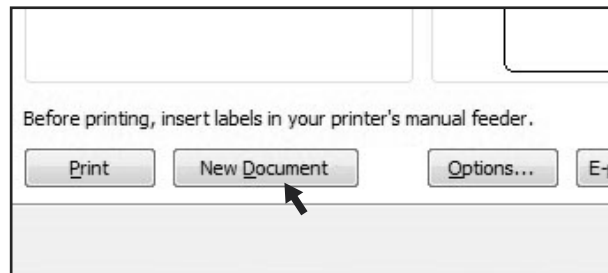 Before printing, insert labels in your printer's manual feeder.
Print New Document Options...